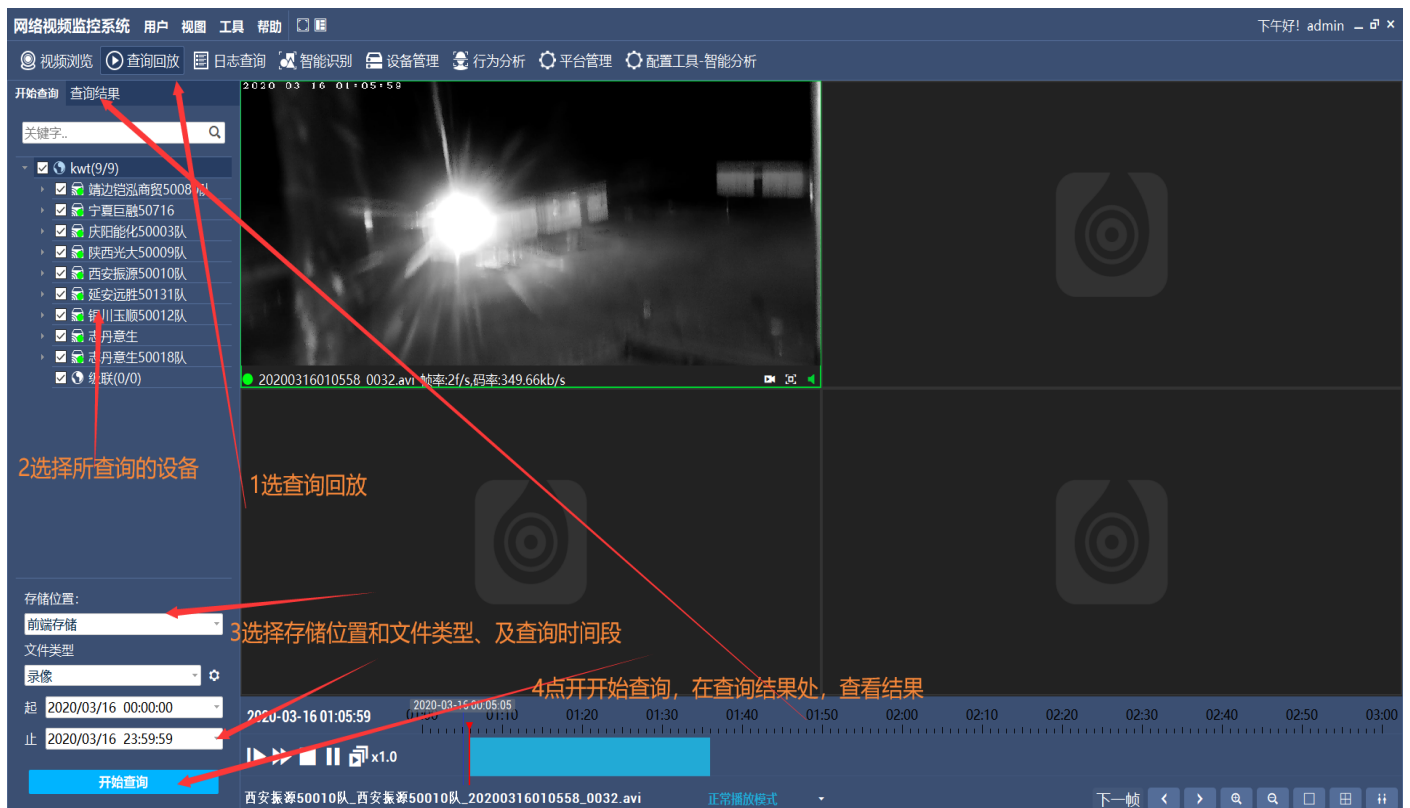 网络视频监控系统 用户 视图 工具 帮助 下午好! admin
视频浏览 查询回放 日志查询 智能识别 设备管理 行为分析 平台管理 配置工具-智能分析
开始查询 查询结果
2020 03 16 01:05:59
关键字..
kwt(9/9)
靖边铠泓商贸5008 队
宁夏巨融50716
庆阳能化50003队
陕西光大50009队
西安振源50010队
延安远胜50131队
银川玉顺50012队
志丹意生
志丹意生50018队
级联(0/0)
20200316010558_0032.avi 帧率:2f/s,码率:349.66kb/s
2选择所查询的设备
1选查询回放
存储位置:
前端存储
3选择存储位置和文件类型、及查询时间段
文件类型
录像
4点开开始查询，在查询结果处，查看结果
起 2020/03/16 00:00:00
止 2020/03/16 23:59:59
开始查询
2020-03-16 01:05:59
2020-03-16 00:05:05
01:10 01:20 01:30 01:40 01:50 02:00 02:10 02:20 02:30 02:40 02:50 03:00
x1.0
西安振源50010队_西安振源50010队_20200316010558_0032.avi 正常播放模式 下一帧